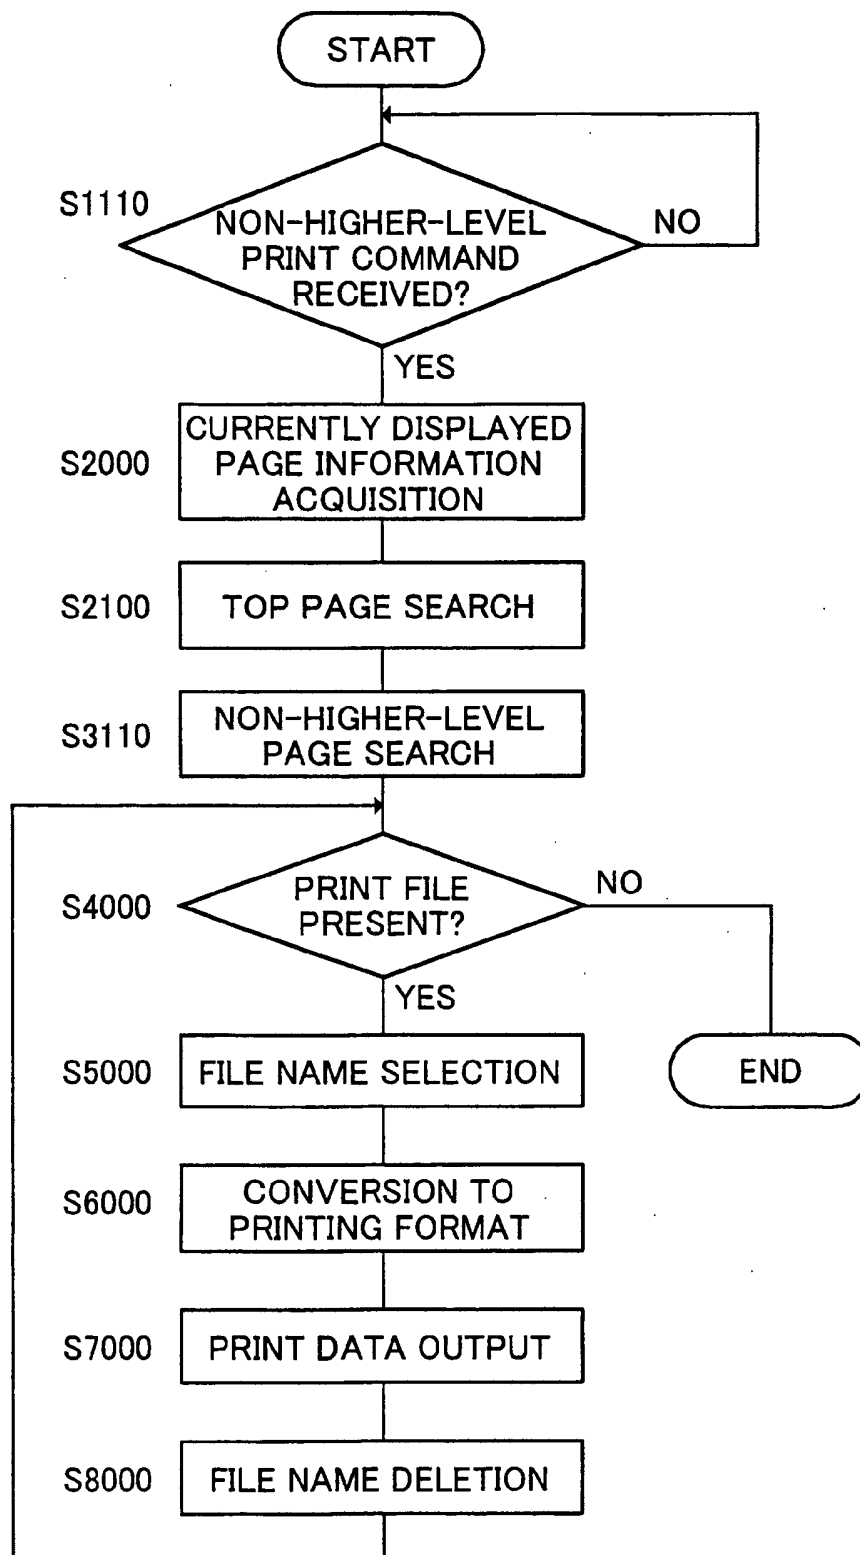 START
S1110
NON-HIGHER-LEVEL
PRINT COMMAND
RECEIVED?
NO
YES
S2000
CURRENTLY DISPLAYED
PAGE INFORMATION
ACQUISITION
S2100
TOP PAGE SEARCH
S3110
NON-HIGHER-LEVEL
PAGE SEARCH
S4000
PRINT FILE
PRESENT?
NO
YES
S5000
FILE NAME SELECTION
END
S6000
CONVERSION TO
PRINTING FORMAT
S7000
PRINT DATA OUTPUT
S8000
FILE NAME DELETION